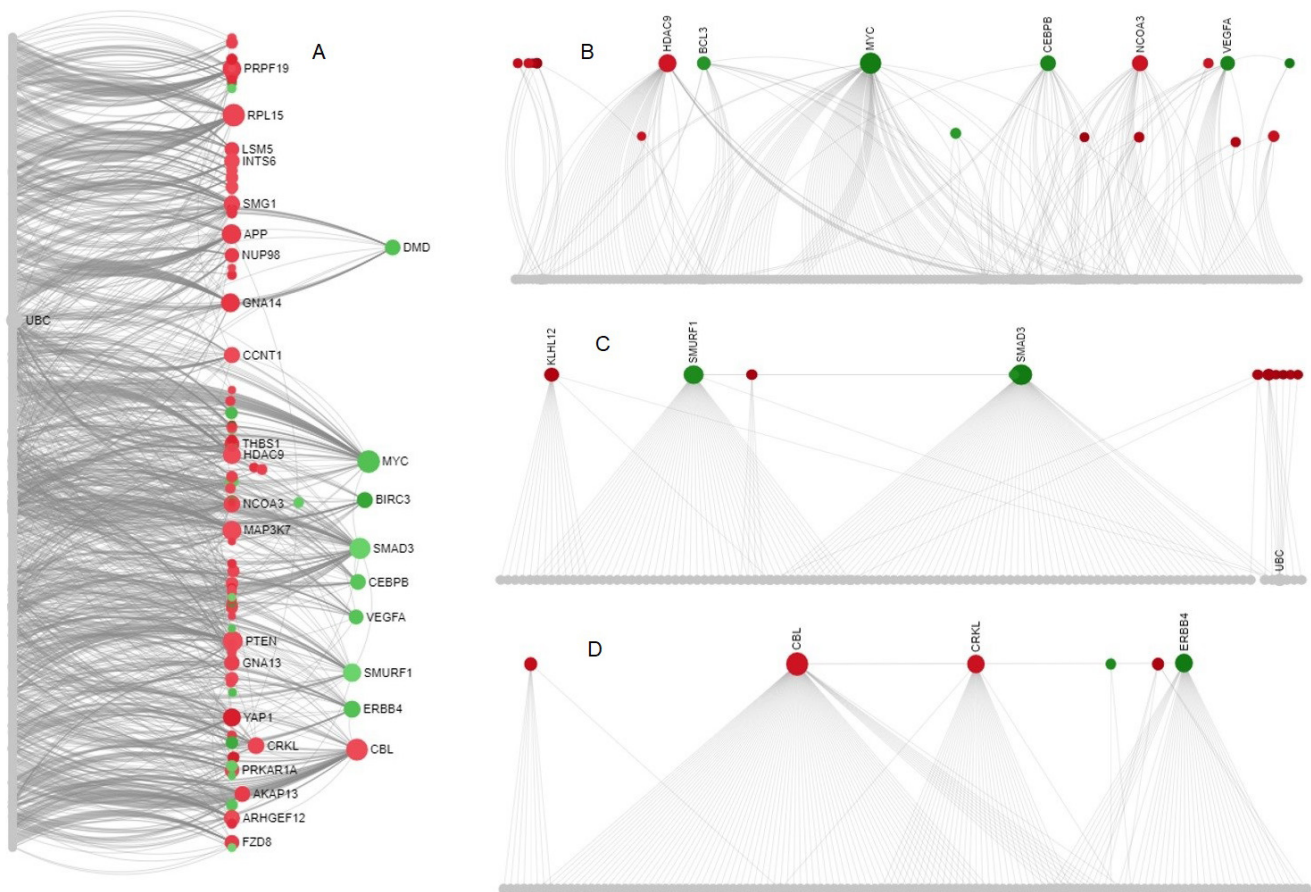 A
PRPF19
RPL15
LSM5
INTS6
SMG1
APP
DMD
NUP98
GNA14
UBC
CCNT1
THBS1
HDAC9
MYC
BIRC3
NCOA3
MAP3K7
SMAD3
CEBPB
VEGFA
PTEN
GNA13
SMURF1
ERBB4
YAP1
CRKL
CBL
PRKAR1A
AKAP13
ARHGEF12
FZD8
B
HDAC9
BCL3
MYC
CEBPB
NCOA3
VEGFA
C
KLHL12
SMURF1
SMAD3
UBC
D
CBL
CRKL
ERBB4